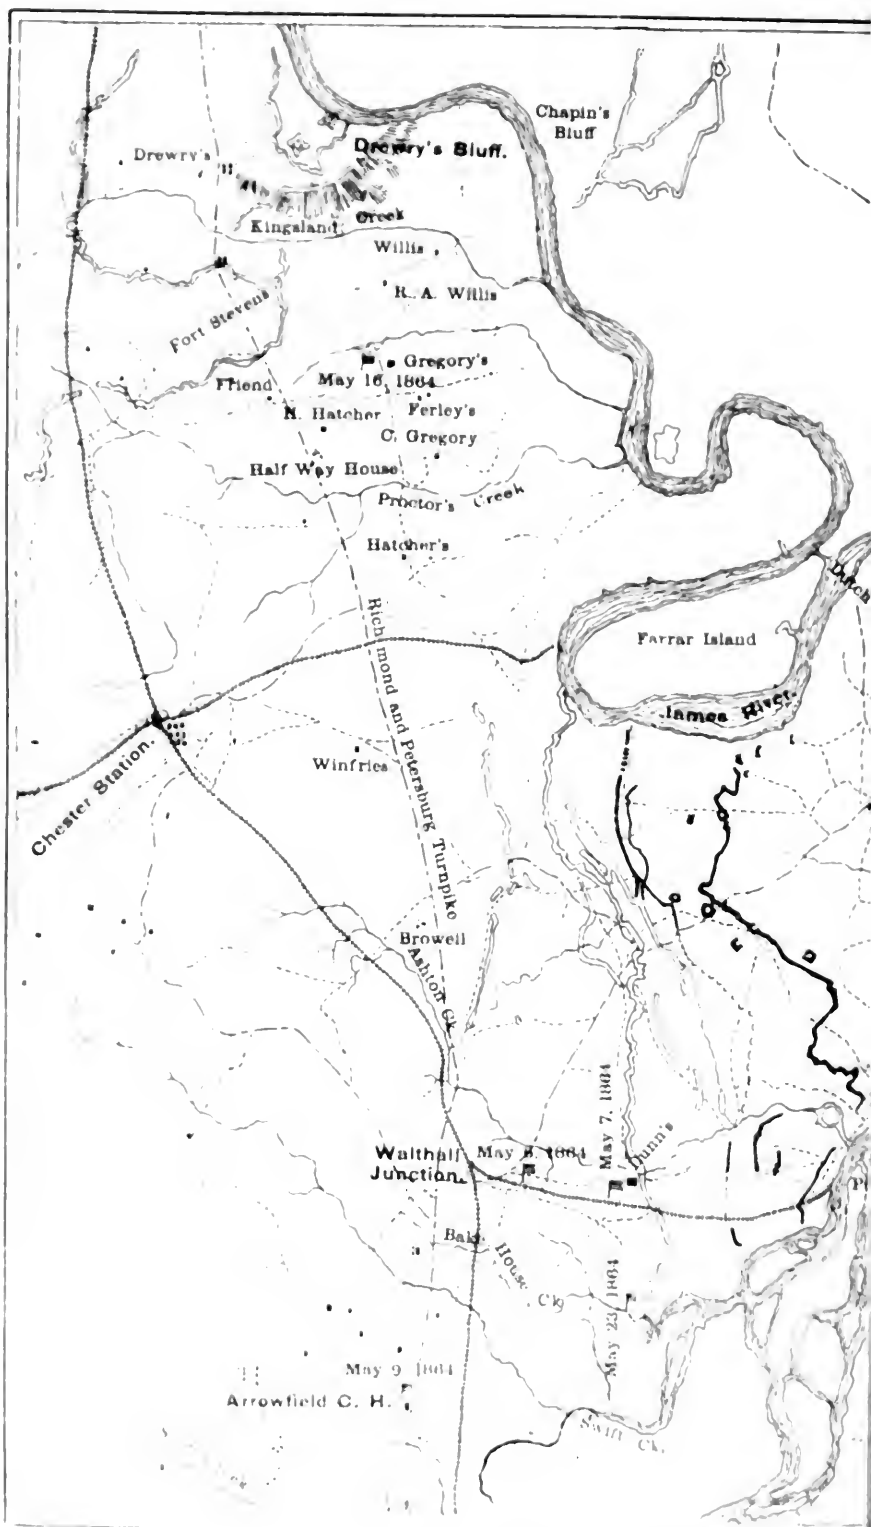 Chapin's
Bluff
Drewry's Bluff.
Drewry's
Kingsland Creek
Willis
R. A. Willis
Fort Stevens
Gregory's
May 16, 1864
Friend
N. Hatcher
Ferley's
C. Gregory
Half Way House
Proctor's Creek
Hatcher's
Dutch
Farrar Island
Richmond and Petersburg Turnpike
James River.
Chester Station.
Winfries
Browell
Ashton Ck.
May 7, 1864
Dunn's
Walthall
Junction.
May 6, 1864
House
May 23, 1864
May 9 1864
Arrowfield C. H.
Swift Ck.